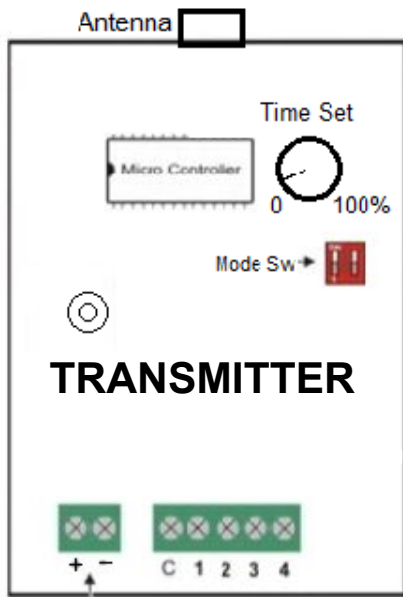 Antenna
Time Set
Micro Controller
0 100%
Mode Sw
TRANSMITTER
+ −
C 1 2 3 4